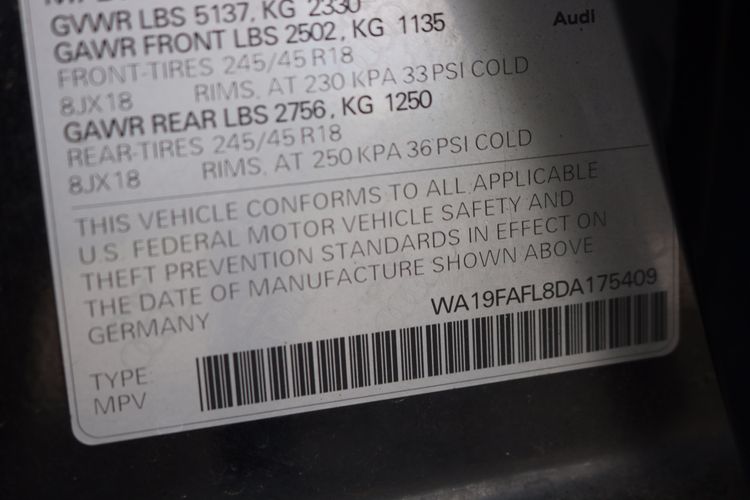 GVWR LBS 5137, KG 2330
Audi
GAWR FRONT LBS 2502, KG 1135
FRONT-TIRES 245/45 R18
8JX18 RIMS, AT 230 KPA 33 PSI COLD
GAWR REAR LBS 2756, KG 1250
REAR-TIRES 245/45 R18
8JX18 RIMS, AT 250 KPA 36 PSI COLD
THIS VEHICLE CONFORMS TO ALL APPLICABLE
U.S. FEDERAL MOTOR VEHICLE SAFETY AND
THEFT PREVENTION STANDARDS IN EFFECT ON
THE DATE OF MANUFACTURE SHOWN ABOVE
GERMANY
WA19FAFL8DA175409
TYPE:
MPV